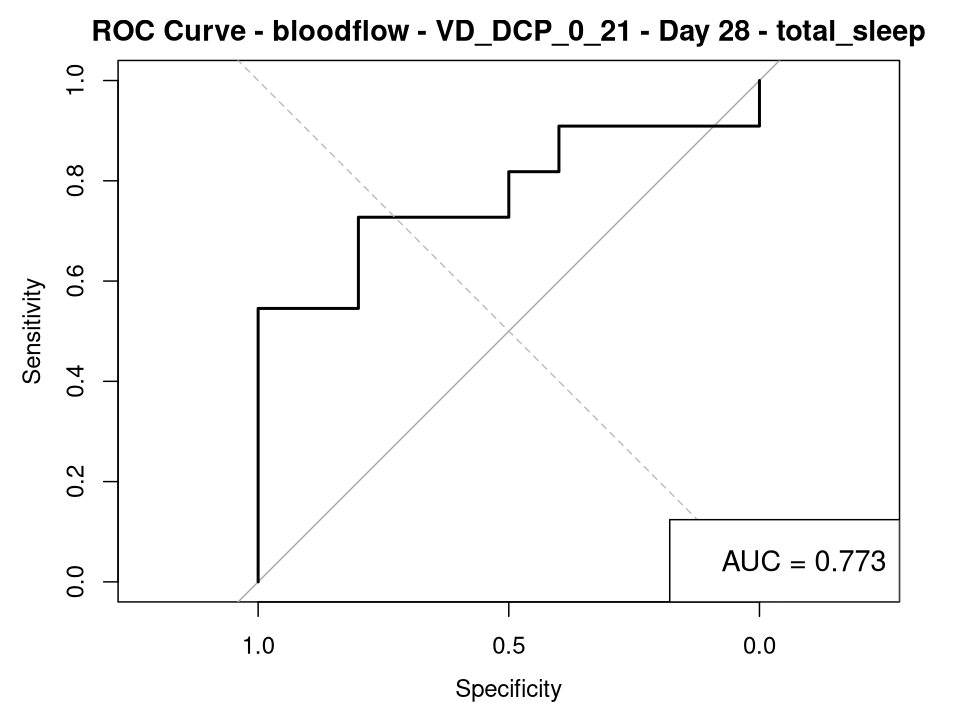 ROC Curve - bloodflow - VD_DCP_0_21 - Day 28 - total_sleep
Sensitivity
1.0
0.8
0.6
0.4
0.2
0.0
AUC = 0.773
1.0 0.5 0.0
Specificity